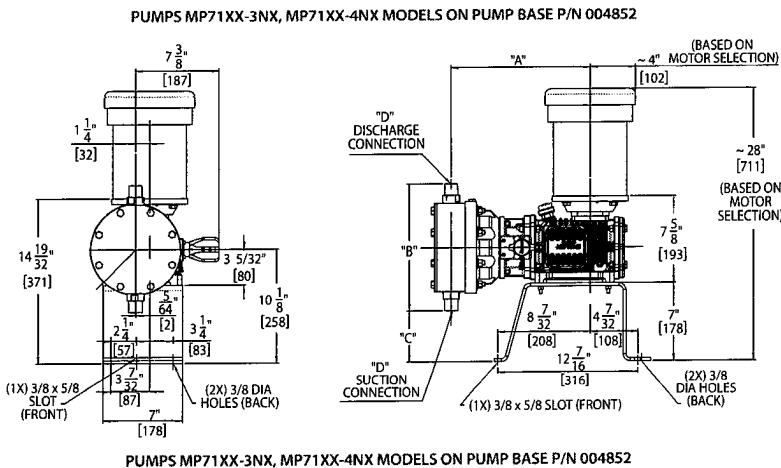 PUMPS MP71XX-3NX, MP71XX-4NX MODELS ON PUMP BASE P/N 004852
7 3/8"
[187]
1 1/4"
[32]
14 19/32"
[371]
3 5/32"
[80]
10 1/8"
[258]
5/64"
[2]
2 1/4"
[57]
3 1/4"
[83]
3 7/32"
[87]
(1X) 3/8 x 5/8
SLOT
(FRONT)
(2X) 3/8 DIA
HOLES (BACK)
7"
[178]
"A"
~ 4"
[102]
(BASED ON
MOTOR SELECTION)
"D"
DISCHARGE
CONNECTION
~ 28"
[711]
(BASED ON
MOTOR
SELECTION)
"B"
7 5/8"
[193]
"C"
8 7/32"
[208]
4 7/32"
[108]
7"
[178]
12 7/16"
[316]
"D"
SUCTION
CONNECTION
(1X) 3/8 x 5/8 SLOT (FRONT)
(2X) 3/8
DIA HOLES
(BACK)
PUMPS MP71XX-3NX, MP71XX-4NX MODELS ON PUMP BASE P/N 004852